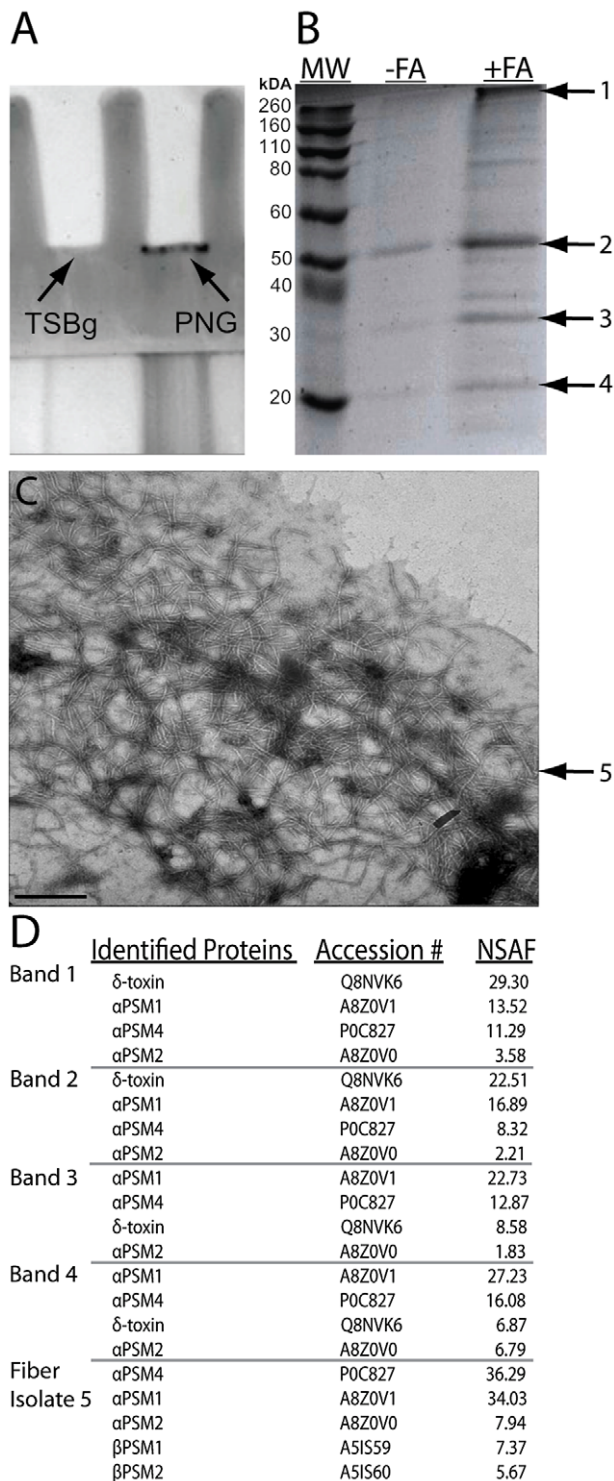 A
B
MW -FA +FA
kDA
260
160
110
80
60
50
40
30
20
1
2
3
4
TSBg PNG
C
5
D
Identified Proteins Accession # NSAF
Band 1
δ-toxin Q8NVK6 29.30
αPSM1 A8Z0V1 13.52
αPSM4 P0C827 11.29
αPSM2 A8Z0V0 3.58
Band 2
δ-toxin Q8NVK6 22.51
αPSM1 A8Z0V1 16.89
αPSM4 P0C827 8.32
αPSM2 A8Z0V0 2.21
Band 3
αPSM1 A8Z0V1 22.73
αPSM4 P0C827 12.87
δ-toxin Q8NVK6 8.58
αPSM2 A8Z0V0 1.83
Band 4
αPSM1 A8Z0V1 27.23
αPSM4 P0C827 16.08
δ-toxin Q8NVK6 6.87
αPSM2 A8Z0V0 6.79
Fiber
Isolate 5
αPSM4 P0C827 36.29
αPSM1 A8Z0V1 34.03
αPSM2 A8Z0V0 7.94
βPSM1 A5IS59 7.37
βPSM2 A5IS60 5.67